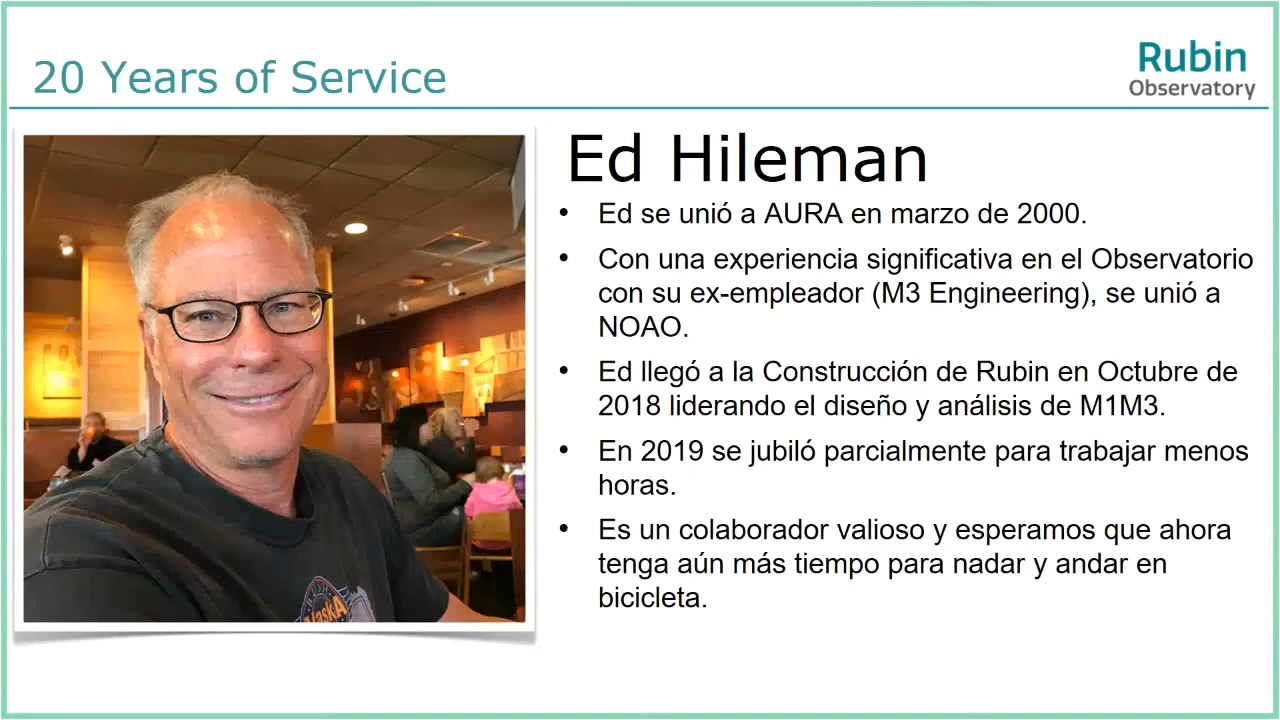 20 Years of Service
Rubin
Observatory
Ed Hileman
• Ed se unió a AURA en marzo de 2000.
• Con una experiencia significativa en el Observatorio
con su ex-empleador (M3 Engineering), se unió a
NOAO.
• Ed llegó a la Construcción de Rubin en Octubre de
2018 liderando el diseño y análisis de M1M3.
• En 2019 se jubiló parcialmente para trabajar menos
horas.
• Es un colaborador valioso y esperamos que ahora
tenga aún más tiempo para nadar y andar en
bicicleta.
ALaskA